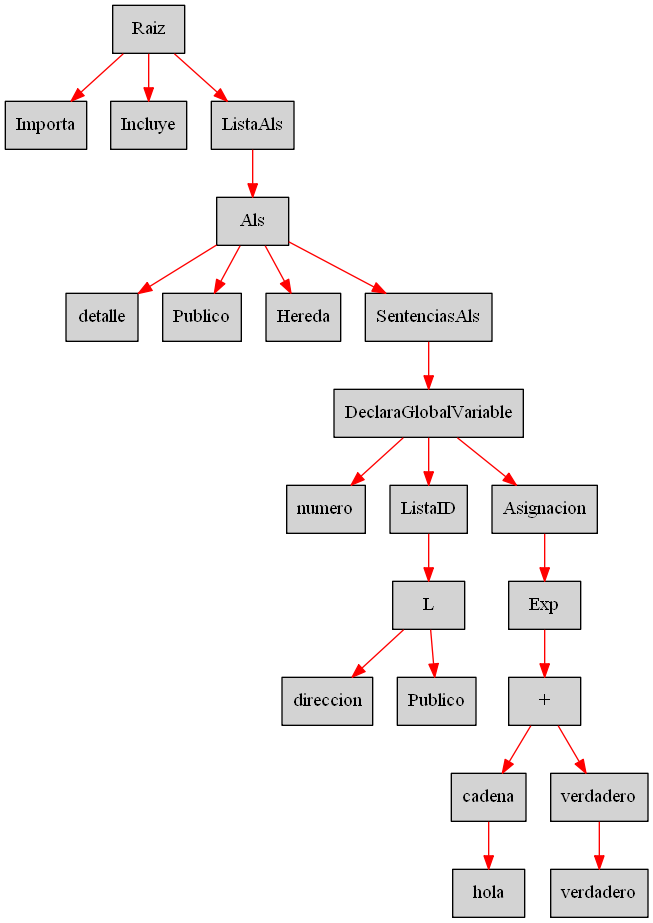 Raiz
Importa Incluye ListaAls
Als
detalle Publico Hereda SentenciasAls
DeclaraGlobalVariable
numero ListaID Asignacion
L Exp
direccion Publico +
cadena verdadero
hola verdadero